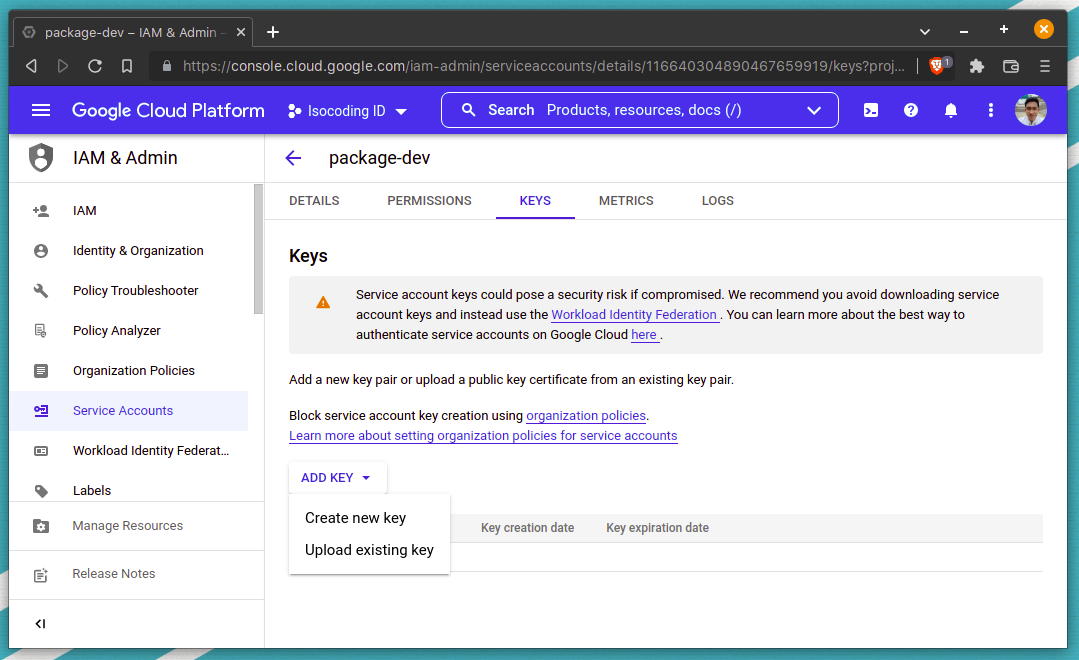 package-dev – IAM & Admin –
https://console.cloud.google.com/iam-admin/serviceaccounts/details/116640304890467659919/keys?proj…
1
Google Cloud Platform
Isocoding ID
Search Products, resources, docs (/)
IAM & Admin
package-dev
DETAILS PERMISSIONS KEYS METRICS LOGS
IAM
Identity & Organization
Policy Troubleshooter
Policy Analyzer
Organization Policies
Service Accounts
Workload Identity Federat…
Labels
Manage Resources
Release Notes
Keys
Service account keys could pose a security risk if compromised. We recommend you avoid downloading service
account keys and instead use the Workload Identity Federation . You can learn more about the best way to
authenticate service accounts on Google Cloud here .
Add a new key pair or upload a public key certificate from an existing key pair.
Block service account key creation using organization policies.
Learn more about setting organization policies for service accounts
ADD KEY
Create new key
Upload existing key
Key creation date Key expiration date